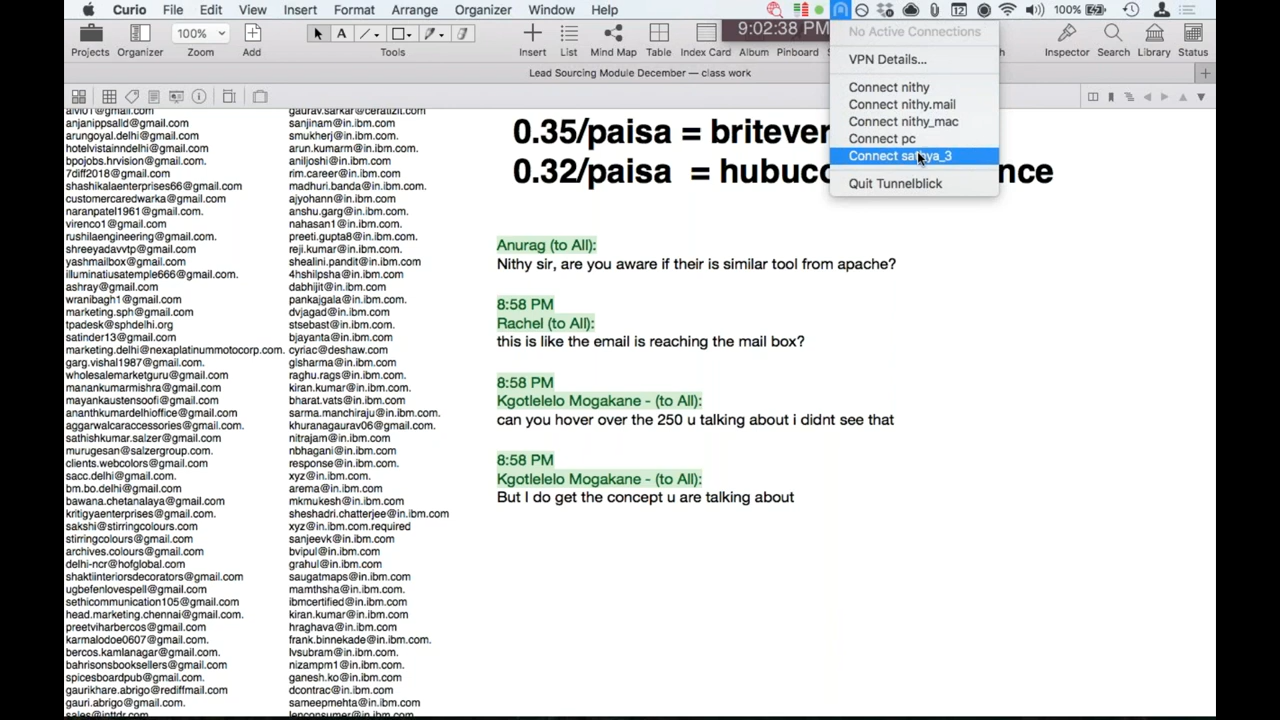 Curio File Edit View Insert Format Arrange Organizer Window Help 12 100%
100% 9:02:38 PM
Projects Organizer Zoom Add Tools Insert List Mind Map Table Index Card Album Pinboard Inspector Search Library Status
Lead Sourcing Module December — class work
No Active Connections
VPN Details...
Connect nithy
Connect nithy.mail
Connect nithy_mac
Connect pc
Connect sathya_3
Quit Tunnelblick
alvi01@gmail.com
anjanippsalld@gmail.com
arungoyal.delhi@gmail.com
hotelvistainndelhi@gmail.com
bpojobs.hrvision@gmail.com.
7diff2018@gmail.com
shashikalaenterprises66@gmail.com
customercaredwarka@gmail.com
naranpatel1961@gmail.com.
virenco1@gmail.com
rushilaengineering@gmail.com.
shreeyadavvtp@gmail.com
yashmailbox@gmail.com
illuminatiusatemple666@gmail.com.
ashray@gmail.com
wranibagh1@gmail.com
marketing.sph@gmail.com
tpadesk@sphdelhi.org
satinder13@gmail.com
marketing.delhi@nexaplatinummotocorp.com.
garg.vishal1987@gmail.com.
wholesalemarketguru@gmail.com
manankumarmishra@gmail.com
mayankaustensoofi@gmail.com
ananthkumardelhioffice@gmail.com
aggarwalcaraccessories@gmail.com.
sathishkumar.salzer@gmail.com
murugesan@salzergroup.com.
clients.webcolors@gmail.com
sacc.delhi@gmail.com.
bm.bo.delhi@gmail.com
bawana.chetanalaya@gmail.com
kritigyaenterprises@gmail.com.
sakshi@stirringcolours.com
stirringcolours@gmail.com
archives.colours@gmail.com
delhi-ncr@hofglobal.com
shaktiinteriorsdecorators@gmail.com
ugbefenlovespell@gmail.com
sethicommunication105@gmail.com
head.marketing.chennai@gmail.com
preetviharbercos@gmail.com
karmalodoe0607@gmail.com.
bercos.kamlanagar@gmail.com
bahrisonsbooksellers@gmail.com
spicesboardpub@gmail.com.
gaurikhare.abrigo@rediffmail.com
gauri.abrigo@gmail.com.
sales@inttdr.com
gaurav.sarkar@ceratizit.com
sanjinam@in.ibm.com
smukherj@in.ibm.com
arun.kumarm@in.ibm.com
aniljoshi@in.ibm.com
rim.career@in.ibm.com
madhuri.banda@in.ibm.com
ajyohann@in.ibm.com
anshu.garg@in.ibm.com
nahasan1@in.ibm.com
preeti.gupta8@in.ibm.com
reji.kumar@in.ibm.com
shealini.pandit@in.ibm.com
4hshilpsha@in.ibm.com
dabhijit@in.ibm.com
pankajgala@in.ibm.com.
dvjagad@in.ibm.com
stsebast@in.ibm.com.
bjayanta@in.ibm.com
cyriac@deshaw.com
glsharma@in.ibm.com
raghu.rags@in.ibm.com
kiran.kumar@in.ibm.com
bharat.vats@in.ibm.com
sarma.manchiraju@in.ibm.com.
khuranagaurav06@gmail.com.
nitrajam@in.ibm.com
nbhagani@in.ibm.com
response@in.ibm.com.
xyz@in.ibm.com.
arema@in.ibm.com
mkmukesh@in.ibm.com
sheshadri.chatterjee@in.ibm.com
xyz@in.ibm.com.required
sanjeevk@in.ibm.com
bvipul@in.ibm.com
grahul@in.ibm.com
saugatmaps@in.ibm.com
mamthsha@in.ibm.com
ibmcertified@in.ibm.com
kiran.kumar@in.ibm.com
hraghava@in.ibm.com
frank.binnekade@in.ibm.com.
lvsubram@in.ibm.com
nizampm1@in.ibm.com.
ganesh.ko@in.ibm.com
dcontrac@in.ibm.com
sameepmehta@in.ibm.com
lenconsumer@in.ibm.com
0.35/paisa = britever
0.32/paisa = hubuco nce
Anurag (to All):
Nithy sir, are you aware if their is similar tool from apache?
8:58 PM
Rachel (to All):
this is like the email is reaching the mail box?
8:58 PM
Kgotlelelo Mogakane - (to All):
can you hover over the 250 u talking about i didnt see that
8:58 PM
Kgotlelelo Mogakane - (to All):
But I do get the concept u are talking about